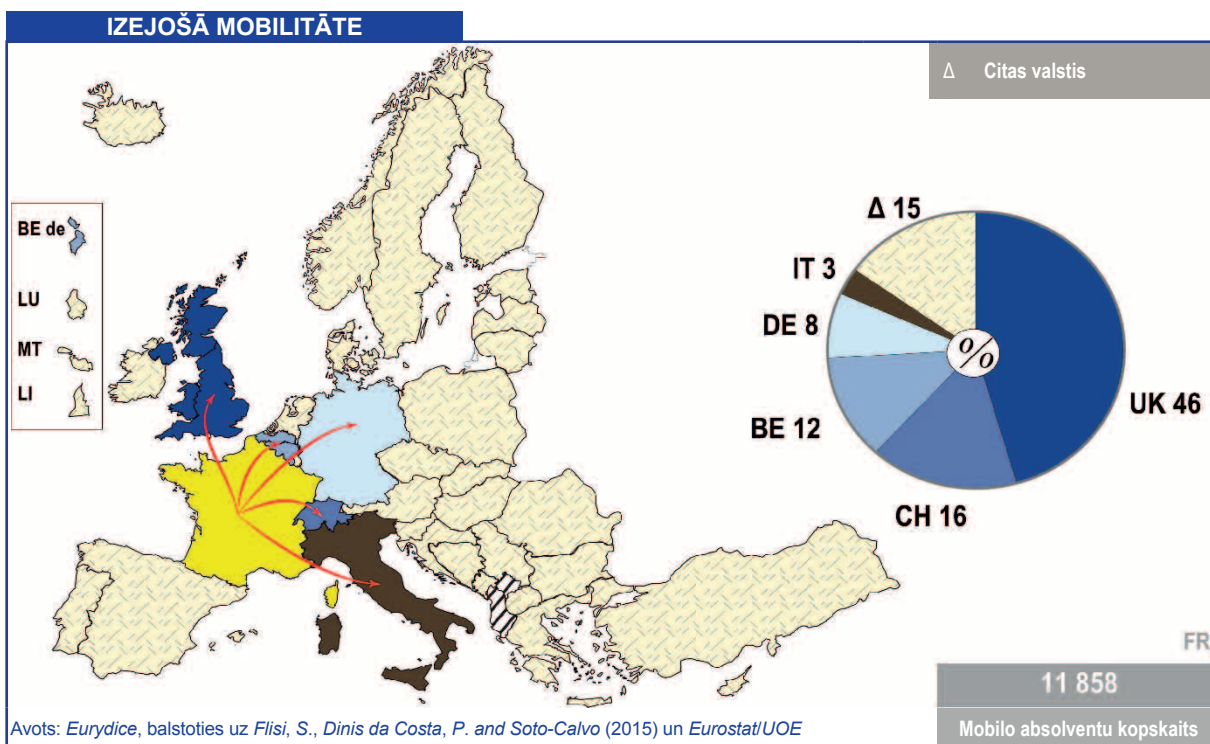 IZEJOŠĀ MOBILITĀTE
Δ Citas valstis
BE de
LU
MT
LI
Δ 15
IT 3
DE 8
%
BE 12
UK 46
CH 16
FR
11 858
Mobilo absolventu kopskaits
Avots: Eurydice, balstoties uz Flisi, S., Dinis da Costa, P. and Soto-Calvo (2015) un Eurostat/UOE